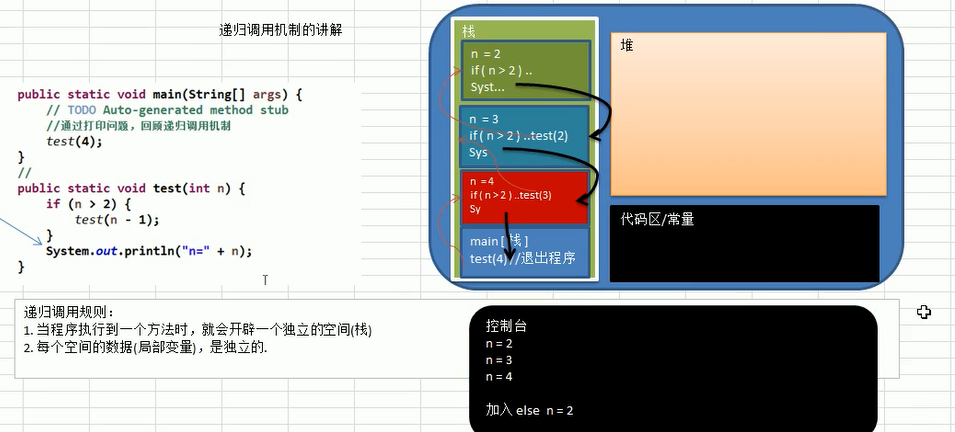 递归调用机制的讲解
public static void main(String[] args) {
// TODO Auto-generated method stub
//通过打印问题，回顾递归调用机制
test(4);
}
//
public static void test(int n) {
if (n > 2) {
test(n - 1);
}
System.out.println("n=" + n);
}
栈
n = 2
if ( n > 2 ) ..
Syst...
n = 3
if ( n > 2 ) ..test(2)
Sys
n = 4
if ( n > 2 ) ..test(3)
Sy
main [ 栈 ]
test(4) //退出程序
堆
代码区/常量
递归调用规则：
1. 当程序执行到一个方法时，就会开辟一个独立的空间(栈)
2. 每个空间的数据(局部变量)，是独立的.
控制台
n = 2
n = 3
n = 4
加入 else n = 2